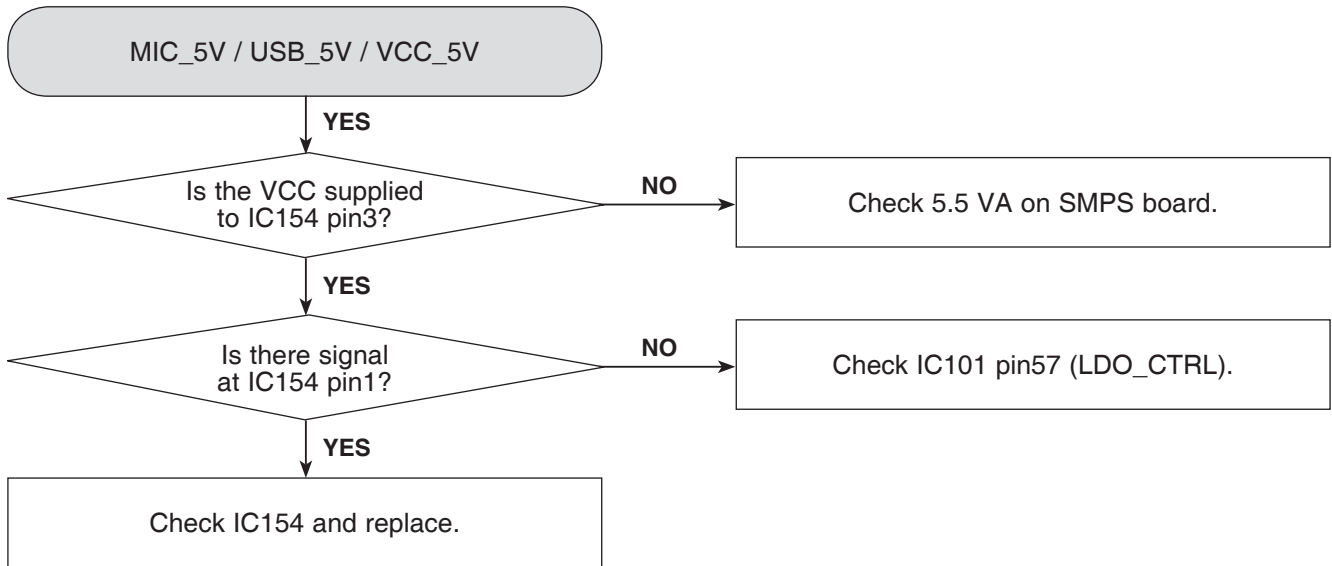 MIC_5V / USB_5V / VCC_5V
YES
Is the VCC supplied
to IC154 pin3?
NO
Check 5.5 VA on SMPS board.
YES
Is there signal
at IC154 pin1?
NO
Check IC101 pin57 (LDO_CTRL).
YES
Check IC154 and replace.